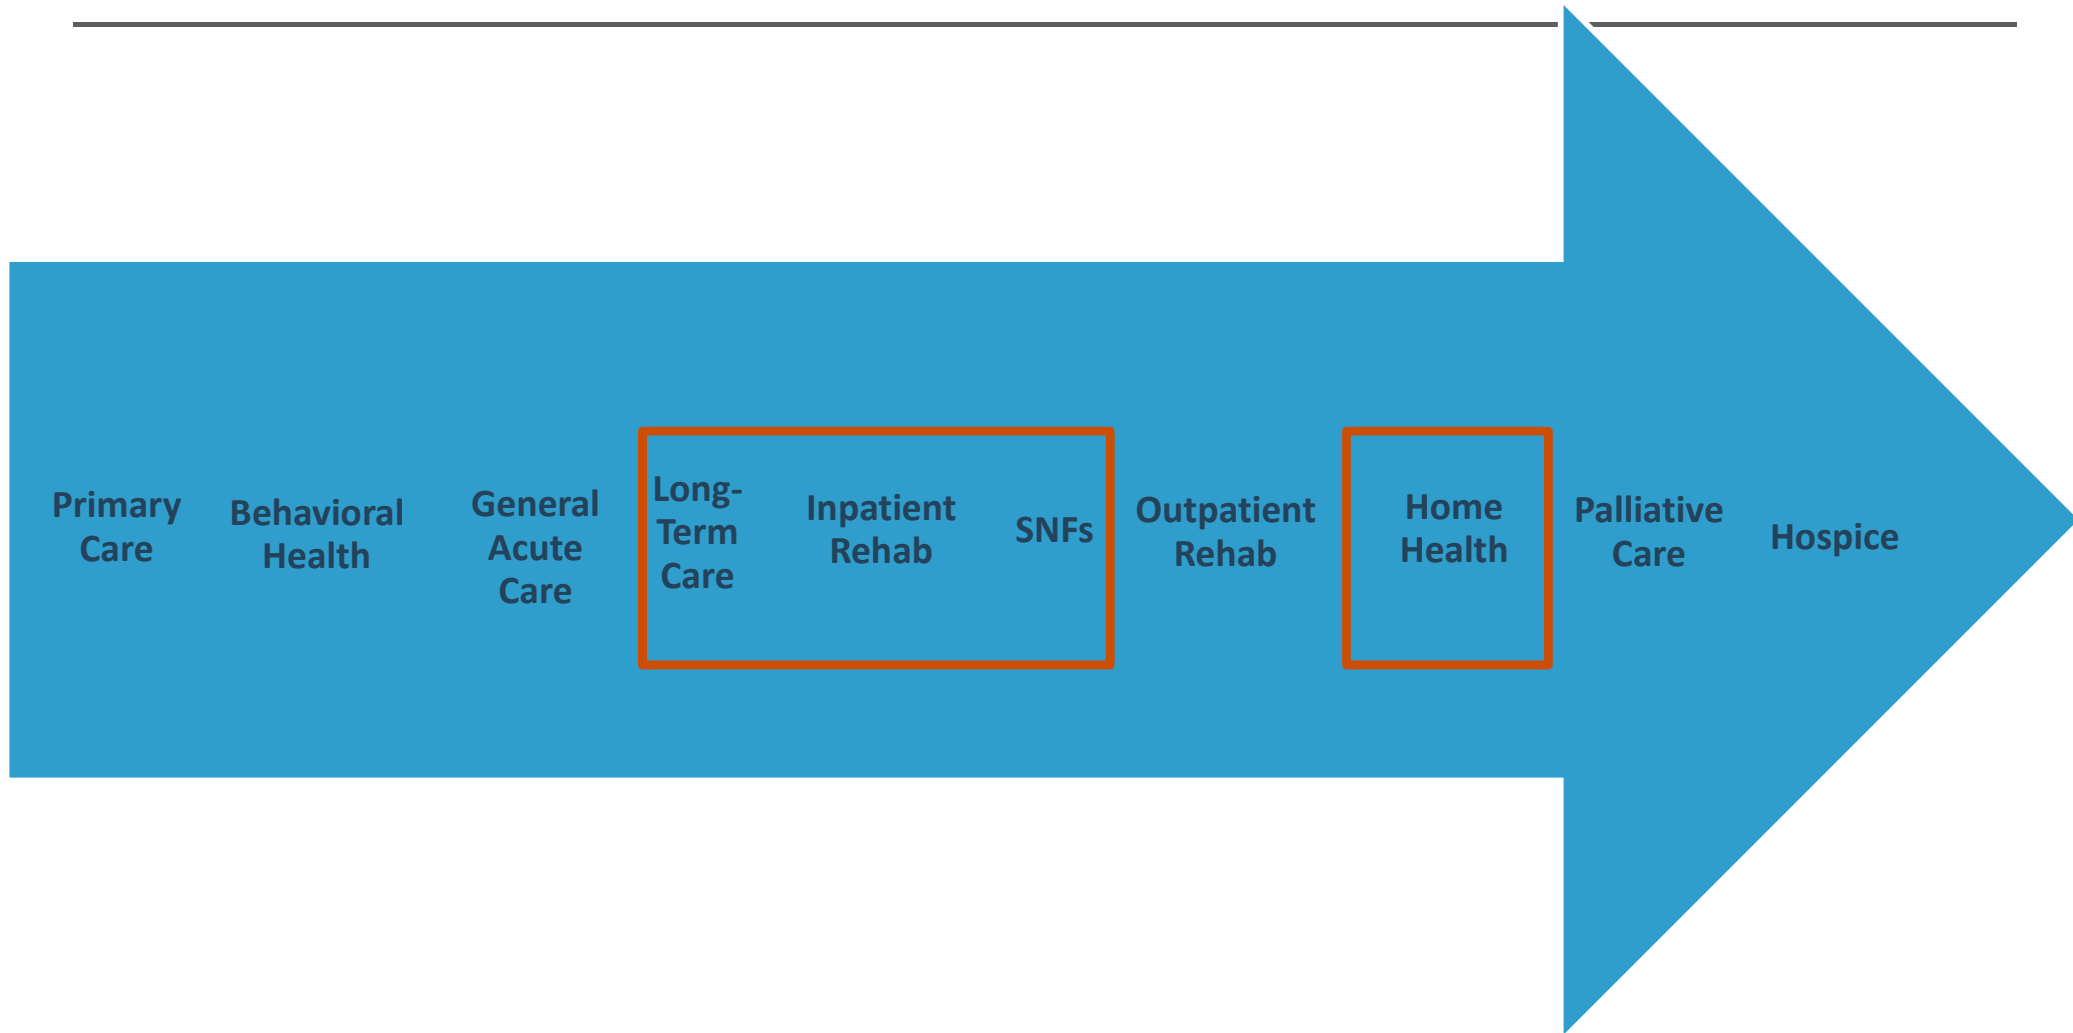 Primary
Care
Behavioral
Health
General
Acute
Care
Long-
Term
Care
Inpatient
Rehab
SNFs
Outpatient
Rehab
Home
Health
Palliative
Care
Hospice